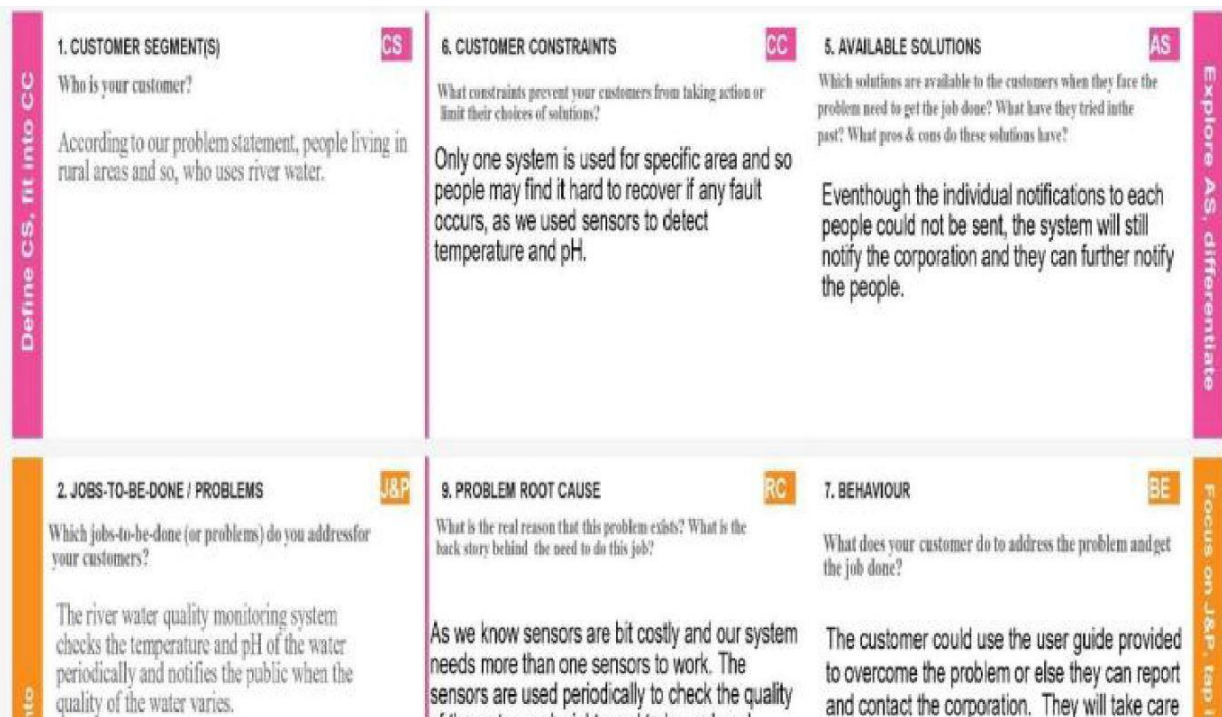 Define CS, fit into CC
1. CUSTOMER SEGMENT(S)
CS
Who is your customer?
According to our problem statement, people living in
rural areas and so, who uses river water.
6. CUSTOMER CONSTRAINTS
CC
What constraints prevent your customers from taking action or
limit their choices of solutions?
Only one system is used for specific area and so
people may find it hard to recover if any fault
occurs, as we used sensors to detect
temperature and pH.
5. AVAILABLE SOLUTIONS
AS
Which solutions are available to the customers when they face the
problem need to get the job done? What have they tried inthe
past? What pros & cons do these solutions have?
Eventhough the individual notifications to each
people could not be sent, the system will still
notify the corporation and they can further notify
the people.
Explore AS, differentiate
2. JOBS-TO-BE-DONE / PROBLEMS
J&P
Which jobs-to-be-done (or problems) do you addressfor
your customers?
The river water quality monitoring system
checks the temperature and pH of the water
periodically and notifies the public when the
quality of the water varies.
9. PROBLEM ROOT CAUSE
RC
What is the real reason that this problem exists? What is the
back story behind the need to do this job?
As we know sensors are bit costly and our system
needs more than one sensors to work. The
sensors are used periodically to check the quality
7. BEHAVIOUR
BE
What does your customer do to address the problem andget
the job done?
The customer could use the user guide provided
to overcome the problem or else they can report
and contact the corporation. They will take care
Focus on J&P, tap